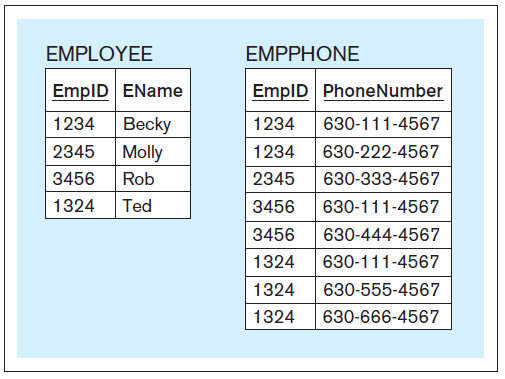 EMPLOYEE
EmpID EName
1234 Becky
2345 Molly
3456 Rob
1324 Ted
EMPPHONE
EmpID PhoneNumber
1234 630-111-4567
1234 630-222-4567
2345 630-333-4567
3456 630-111-4567
3456 630-444-4567
1324 630-111-4567
1324 630-555-4567
1324 630-666-4567